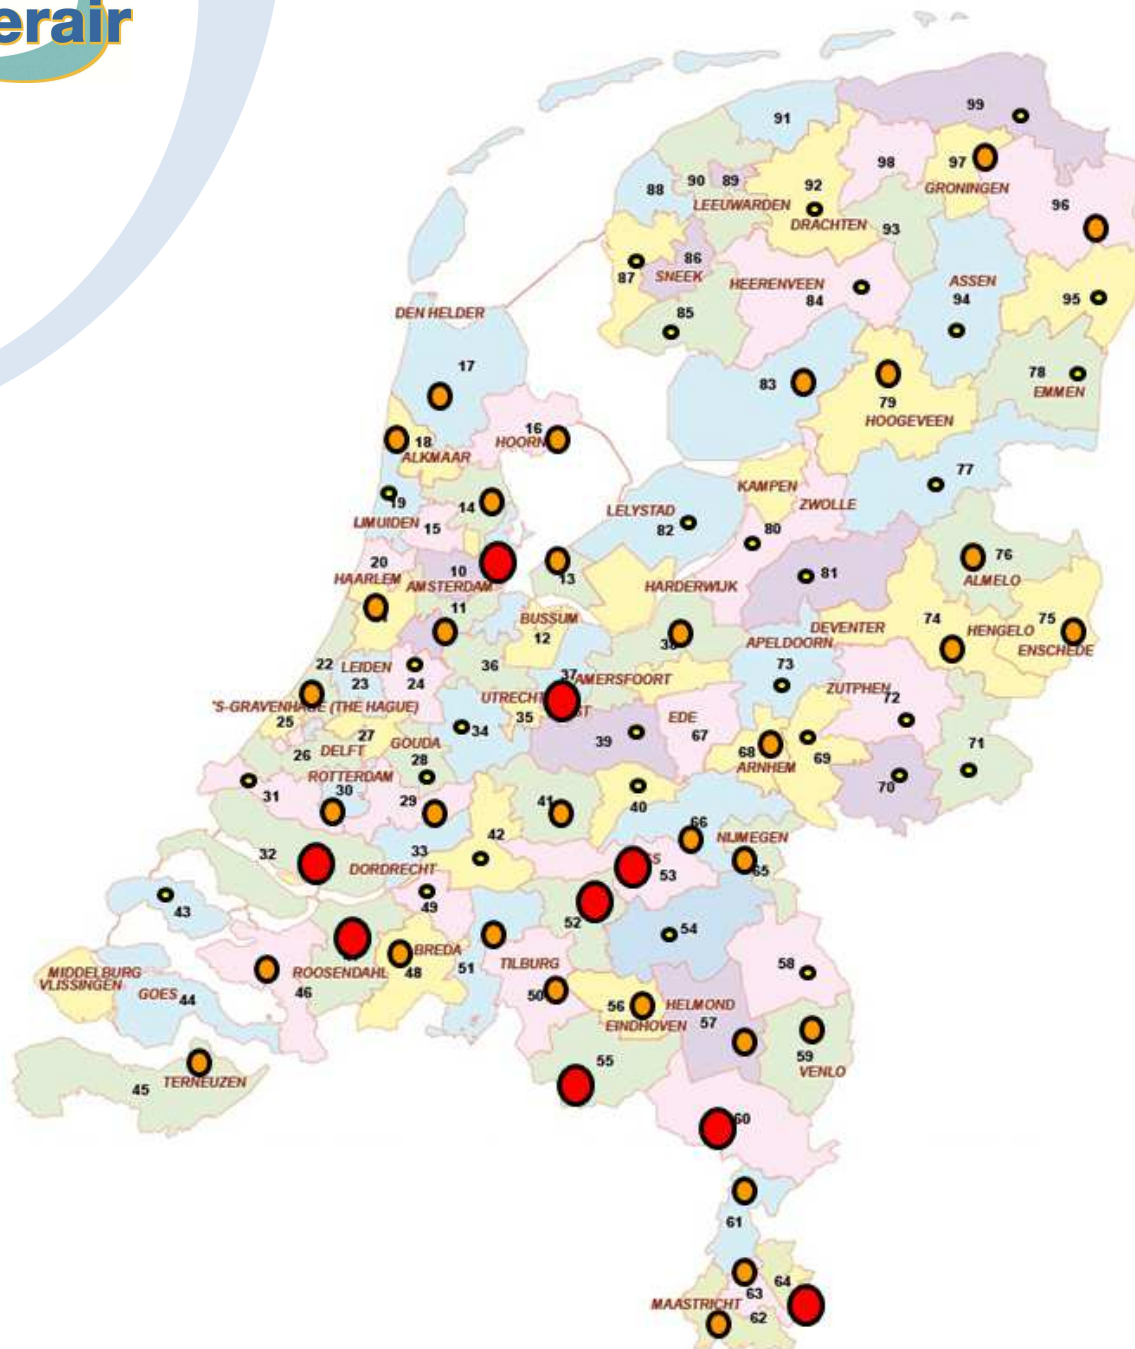 erair
99
91
98
97
GRONINGEN
90
89
88
92
LEEUWARDEN
DRACHTEN
93
96
86
87
SNEEK
HEERENVEEN
84
ASSEN
94
95
85
DEN HELDER
17
83
78
EMMEN
79
HOOGEVEEN
16
HOORN
18
ALKMAAR
77
KAMPEN
ZWOLLE
19
14
IJMUIDEN
15
LELYSTAD
82
80
20
HAARLEM
10
AMSTERDAM
13
HARDERWIJK
81
76
ALMELO
11
BUSSUM
12
DEVENTER
74
HENGELO
75
ENSCHEDE
APELDOORN
73
22
LEIDEN
23
24
36
37
AMERSFOORT
UTRECHT
ZUTPHEN
72
'S-GRAVENHAGE (THE HAGUE)
25
35
34
27
26
DELFT
GOUDA
28
39
EDE
67
68
ARNHEM
69
71
70
ROTTERDAM
30
31
29
41
40
42
66
NIJMEGEN
65
32
33
DORDRECHT
53
43
49
52
54
BREDA
48
51
TILBURG
50
58
MIDDELBURG
VLISSINGEN
GOES
44
46
ROOSENDAHL
56
EINDHOVEN
HELMOND
57
59
VENLO
45
TERNEUZEN
55
60
61
64
63
MAASTRICHT
62